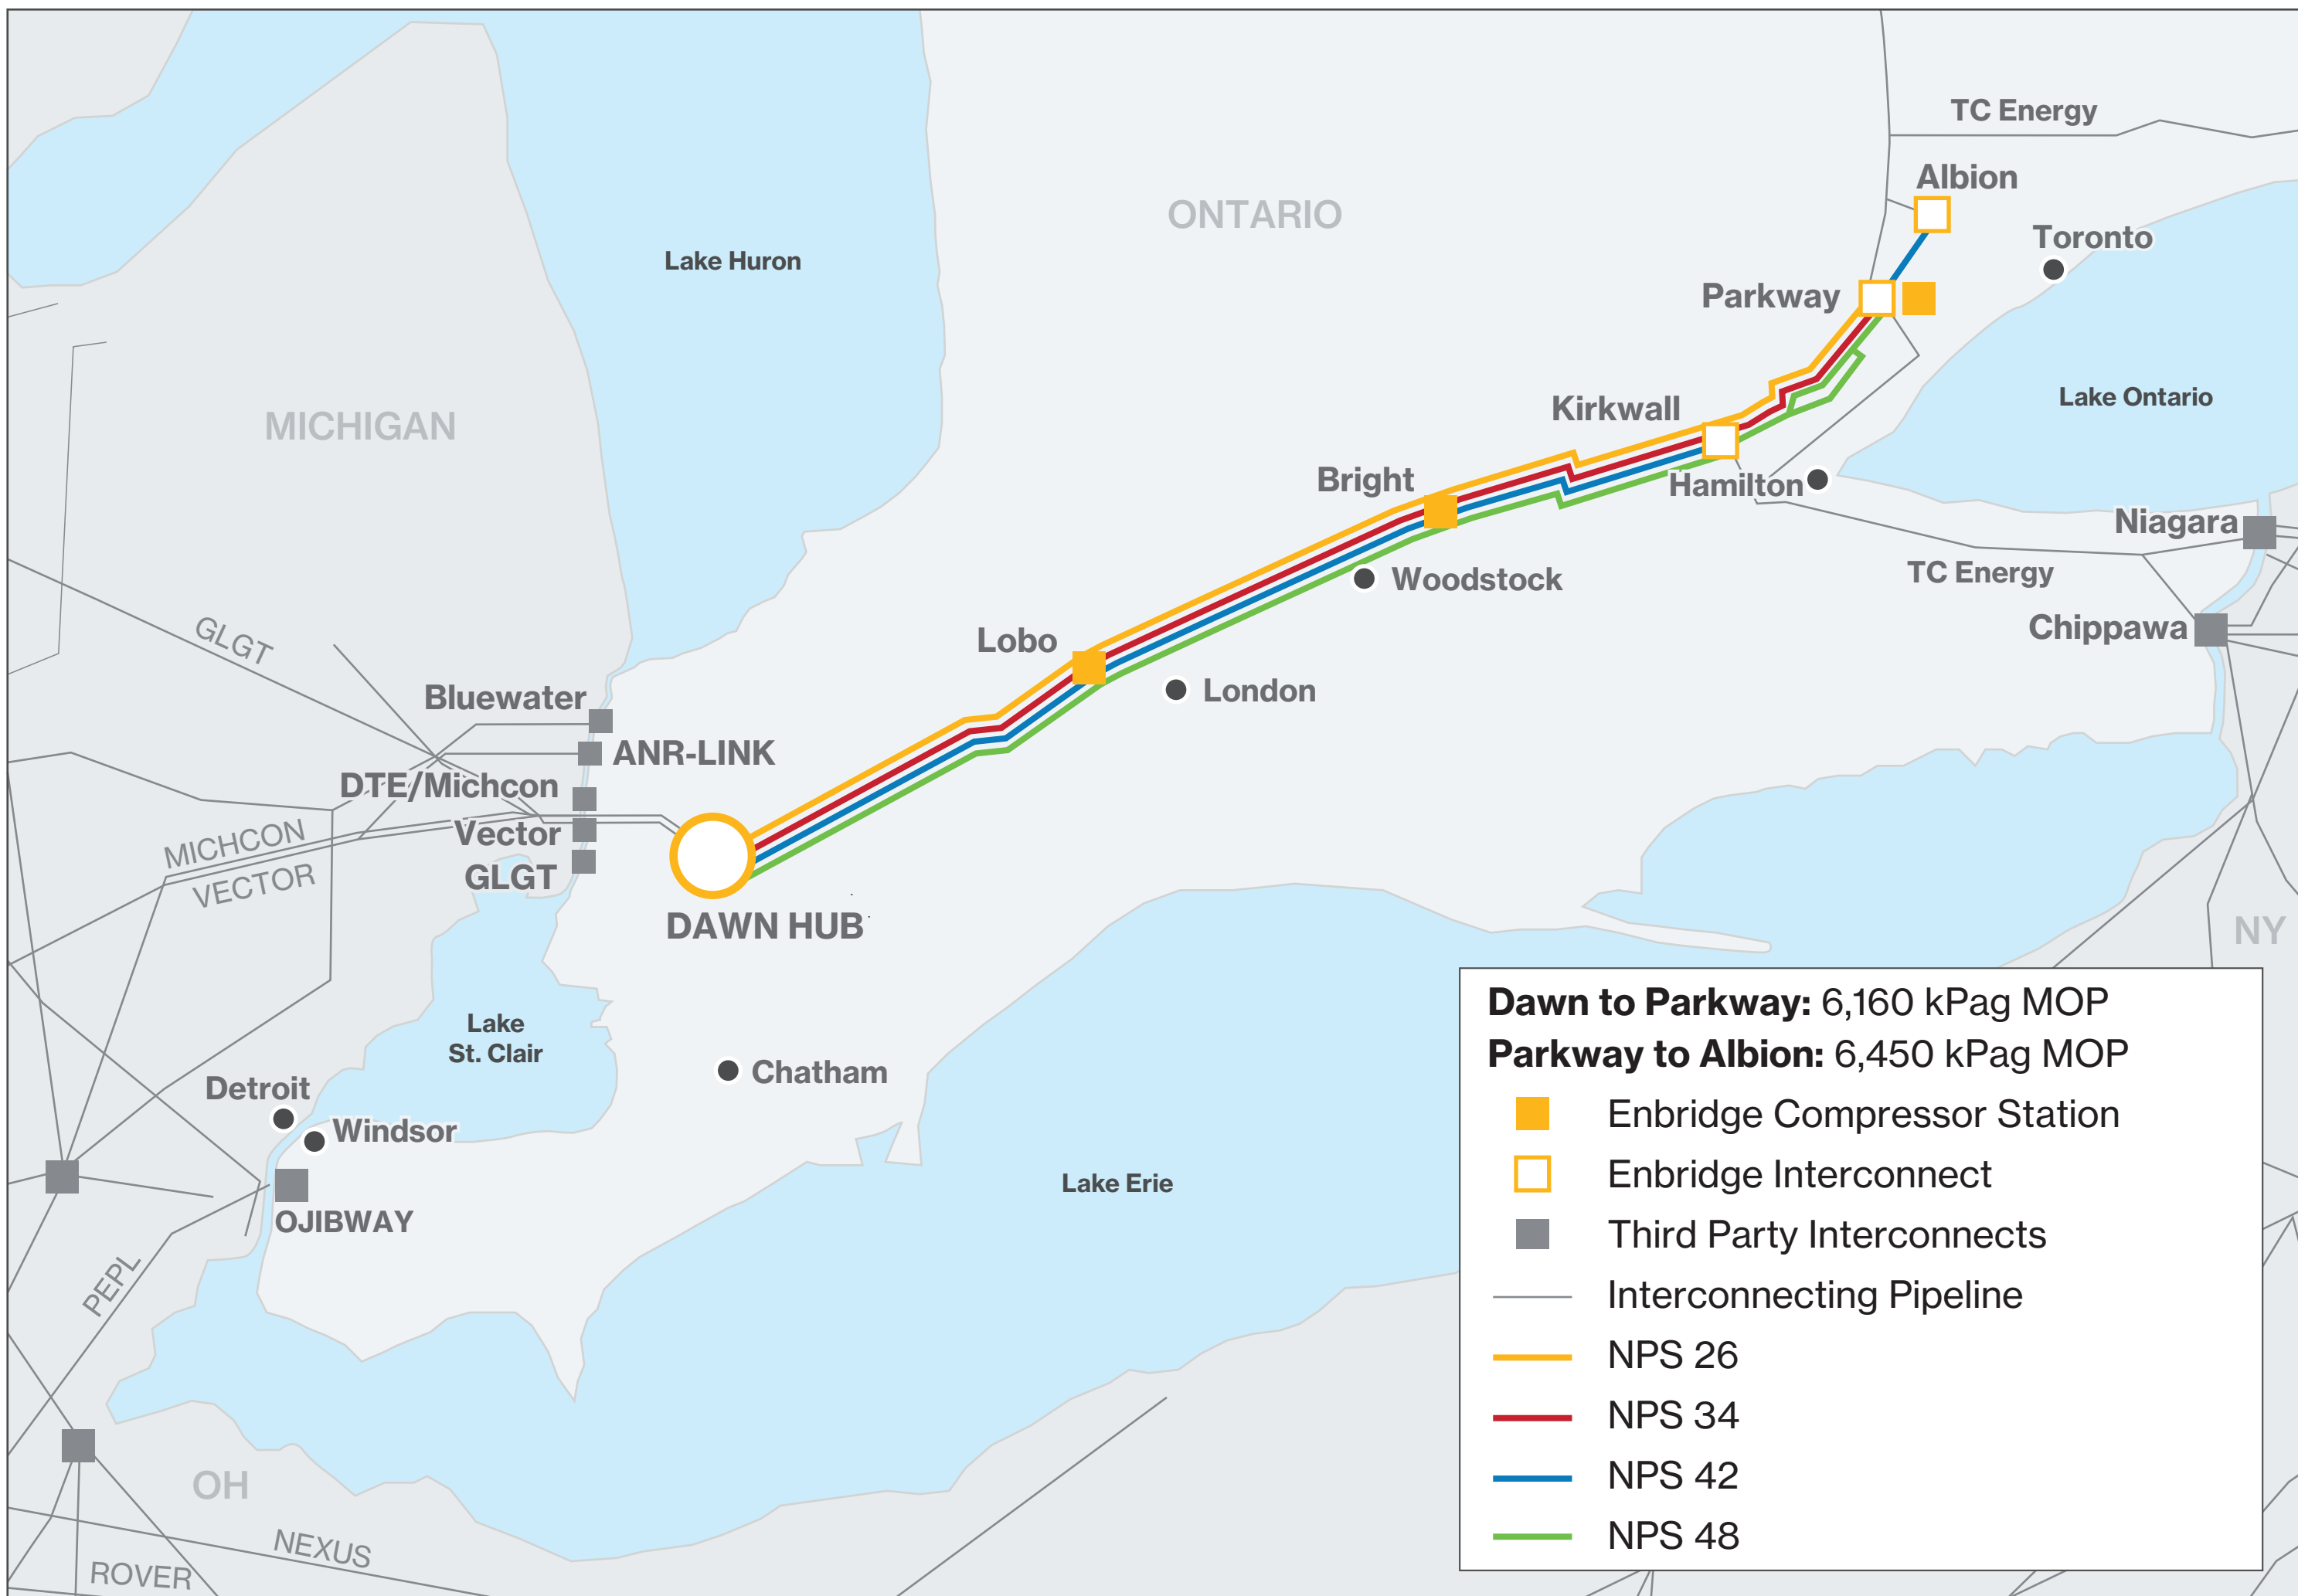 TC Energy
Albion
ONTARIO
Toronto
Lake Huron
Parkway
Lake Ontario
Kirkwall
MICHIGAN
Bright
Hamilton
Niagara
TC Energy
Woodstock
Chippawa
GLGT
Lobo
London
Bluewater
ANR-LINK
DTE/Michcon
MICHCON
Vector
VECTOR
GLGT
DAWN HUB
NY
Lake
St. Clair
Chatham
Detroit
Windsor
Lake Erie
OJIBWAY
PEPL
OH
NEXUS
ROVER
Dawn to Parkway: 6,160 kPag MOP
Parkway to Albion: 6,450 kPag MOP
Enbridge Compressor Station
Enbridge Interconnect
Third Party Interconnects
Interconnecting Pipeline
NPS 26
NPS 34
NPS 42
NPS 48